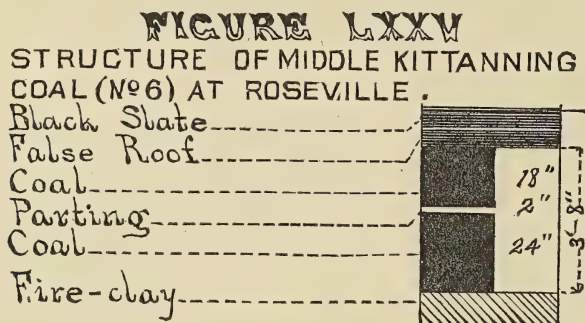 FIGURE LXXV
STRUCTURE OF MIDDLE KITTANNING
COAL (Nº6) AT ROSEVILLE.
Black Slate
False Roof
Coal 18"
Parting 2"
Coal 24"
3'-8"
Fire-clay